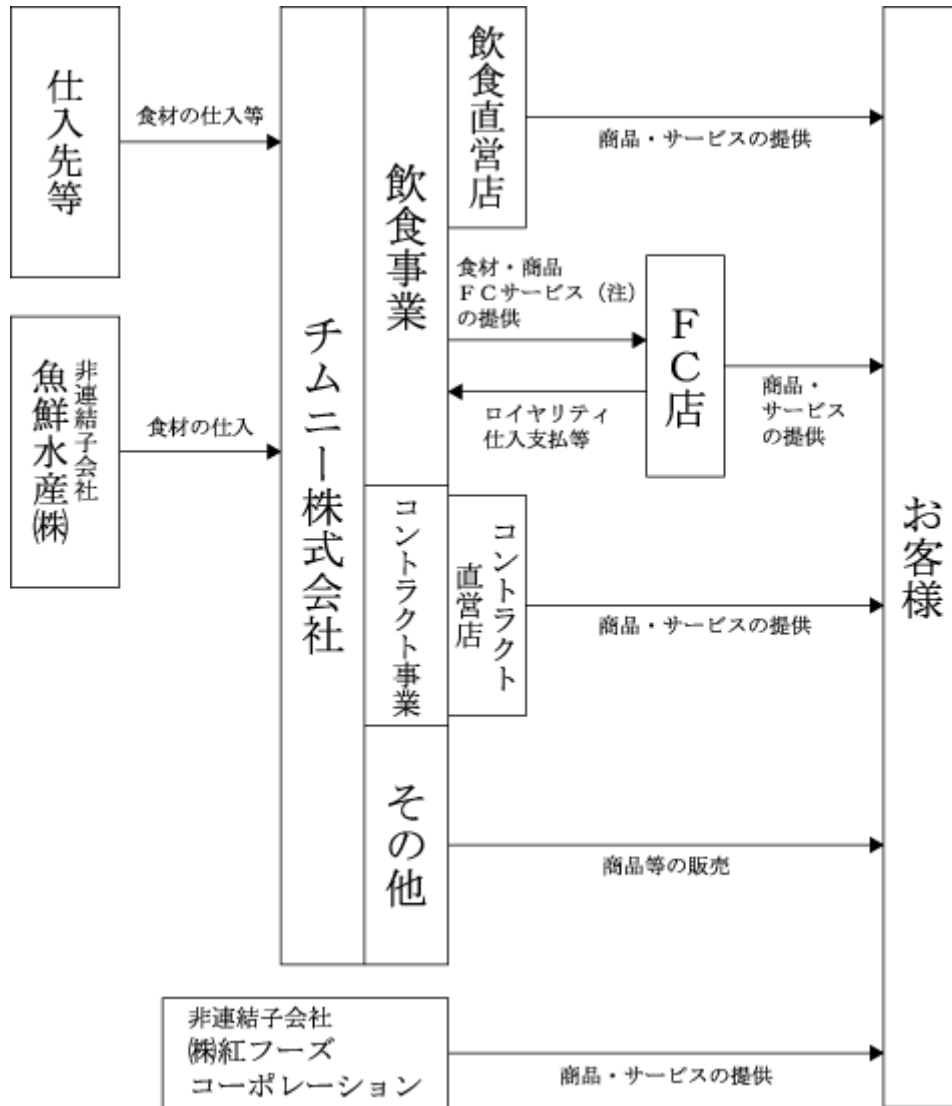 仕入先等
食材の仕入等
非連結子会社
魚鮮水産㈱
食材の仕入
チムニー株式会社
飲食事業
飲食直営店
商品・サービスの提供
食材・商品
ＦＣサービス（注）
の提供
ロイヤリティ
仕入支払等
ＦＣ店
商品・
サービス
の提供
コントラクト事業
コントラクト
直営店
商品・サービスの提供
その他
商品等の販売
お客様
非連結子会社
㈱紅フーズ
コーポレーション
商品・サービスの提供